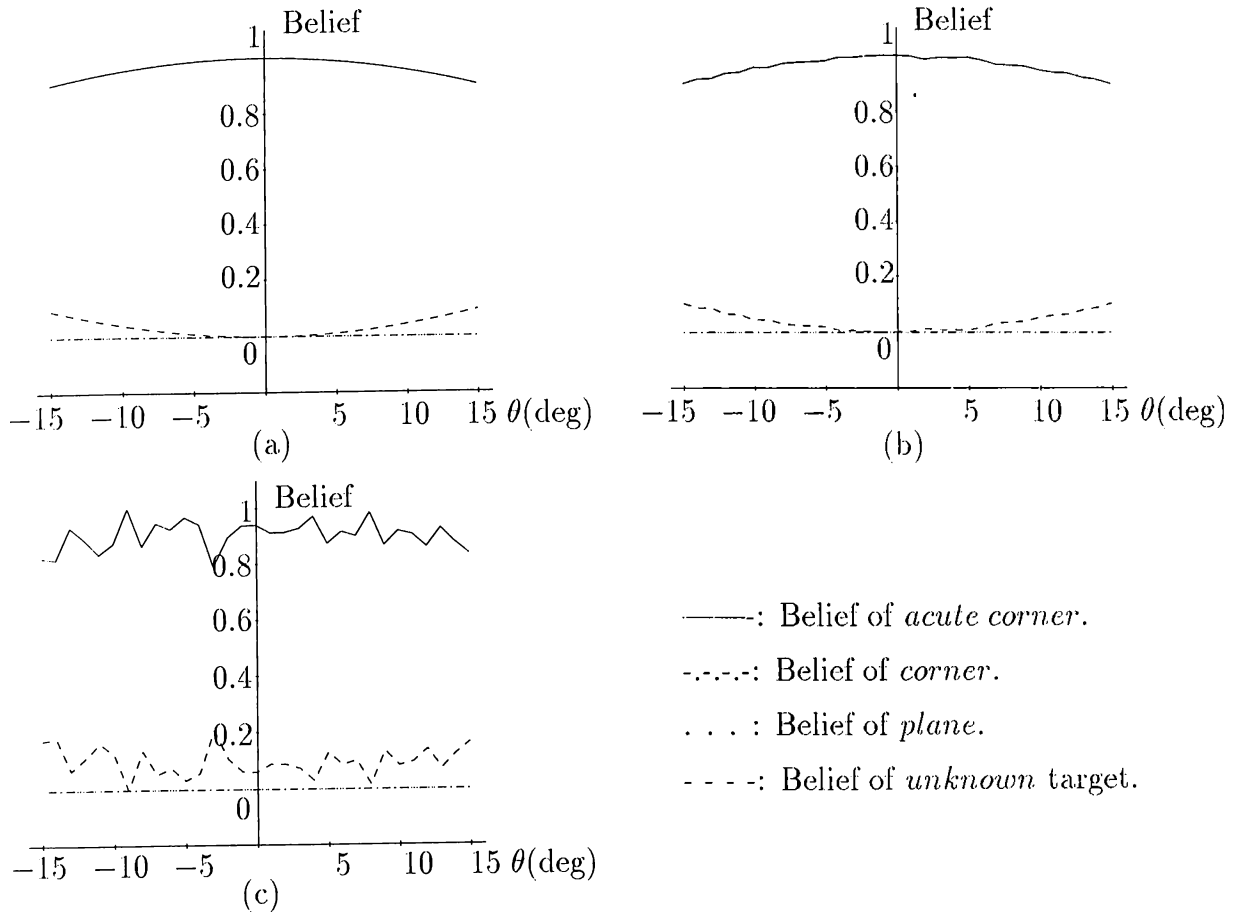 Belief
1
0.8
0.6
0.4
0.2
0
−15 −10 −5 5 10 15 θ(deg)
(a)
Belief
1
0.8
0.6
0.4
0.2
0
−15 −10 −5 5 10 15 θ(deg)
(b)
Belief
1
0.8
0.6
0.4
0.2
0
−15 −10 −5 5 10 15 θ(deg)
(c)
———-: Belief of acute corner.
-.-.-.-: Belief of corner.
. . . : Belief of plane.
- - - -: Belief of unknown target.